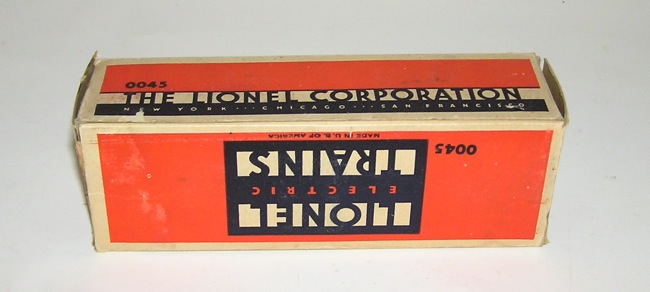 0045
THE LIONEL CORPORATION
NEW YORK···CHICAGO···SAN FRANCISCO
LIONEL
ELECTRIC
TRAINS
MADE IN U. S. OF AMERICA
0045